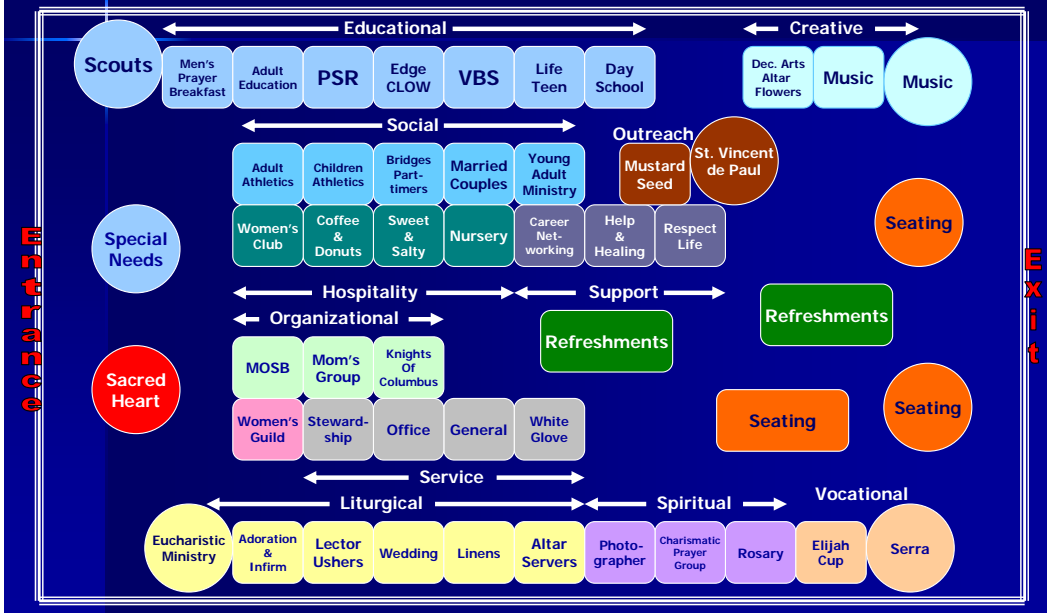 Educational
Creative
Scouts
Men's
Prayer
Breakfast
Adult
Education
PSR
Edge
CLOW
VBS
Life
Teen
Day
School
Dec. Arts
Altar
Flowers
Music
Music
Social
Outreach
Adult
Athletics
Children
Athletics
Bridges
Part-
timers
Married
Couples
Young
Adult
Ministry
Mustard
Seed
St. Vincent
de Paul
Women's
Club
Coffee
&
Donuts
Sweet
&
Salty
Nursery
Career
Net-
working
Help
&
Healing
Respect
Life
Seating
Entrance
Special
Needs
Exit
Hospitality
Support
Organizational
Refreshments
Refreshments
MOSB
Mom's
Group
Knights
Of
Columbus
Sacred
Heart
Women's
Guild
Steward-
ship
Office
General
White
Glove
Seating
Seating
Service
Liturgical
Spiritual
Vocational
Eucharistic
Ministry
Adoration
&
Infirm
Lector
Ushers
Wedding
Linens
Altar
Servers
Photo-
grapher
Charismatic
Prayer
Group
Rosary
Elijah
Cup
Serra